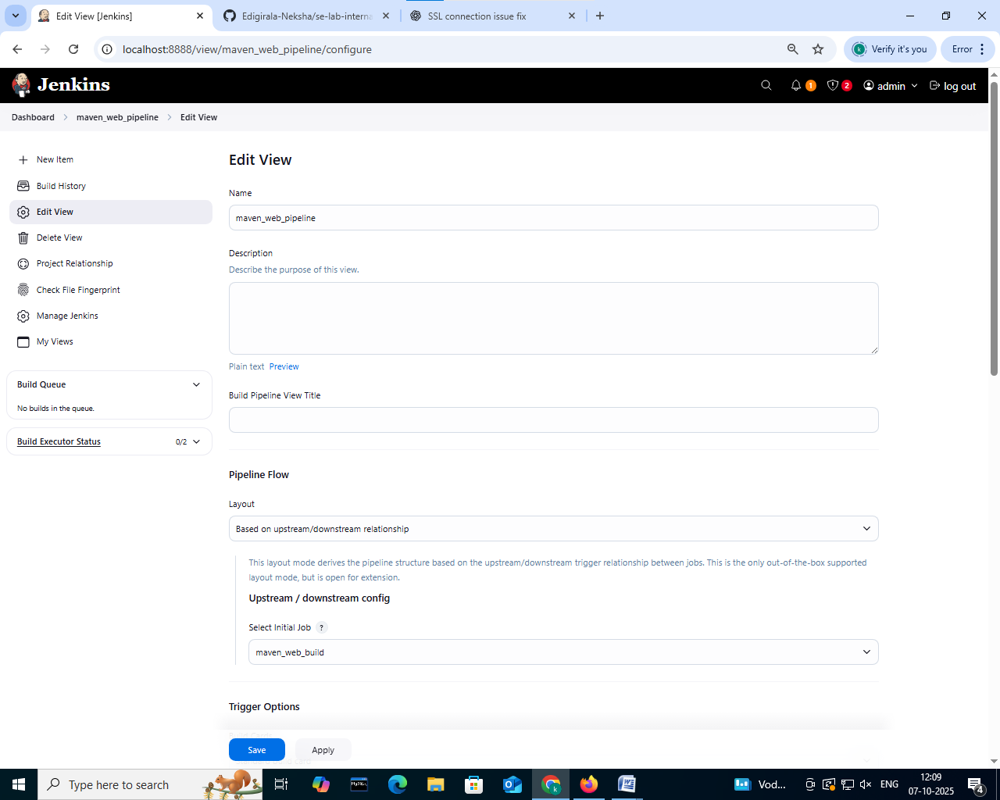 Edit View [Jenkins]
Edigirala-Neksha/se-lab-interna
SSL connection issue fix
localhost:8888/view/maven_web_pipeline/configure
Verify it's you
Error
Jenkins
1
2
admin
log out
Dashboard
maven_web_pipeline
Edit View
New Item
Build History
Edit View
Delete View
Project Relationship
Check File Fingerprint
Manage Jenkins
My Views
Build Queue
No builds in the queue.
Build Executor Status
0/2
Edit View
Name
maven_web_pipeline
Description
Describe the purpose of this view.
Plain text Preview
Build Pipeline View Title
Pipeline Flow
Layout
Based on upstream/downstream relationship
This layout mode derives the pipeline structure based on the upstream/downstream trigger relationship between jobs. This is the only out-of-the-box supported
layout mode, but is open for extension.
Upstream / downstream config
Select Initial Job ?
maven_web_build
Trigger Options
Save
Apply
Type here to search
MySQL
k
Vod...
ENG
12:09
07-10-2025
4